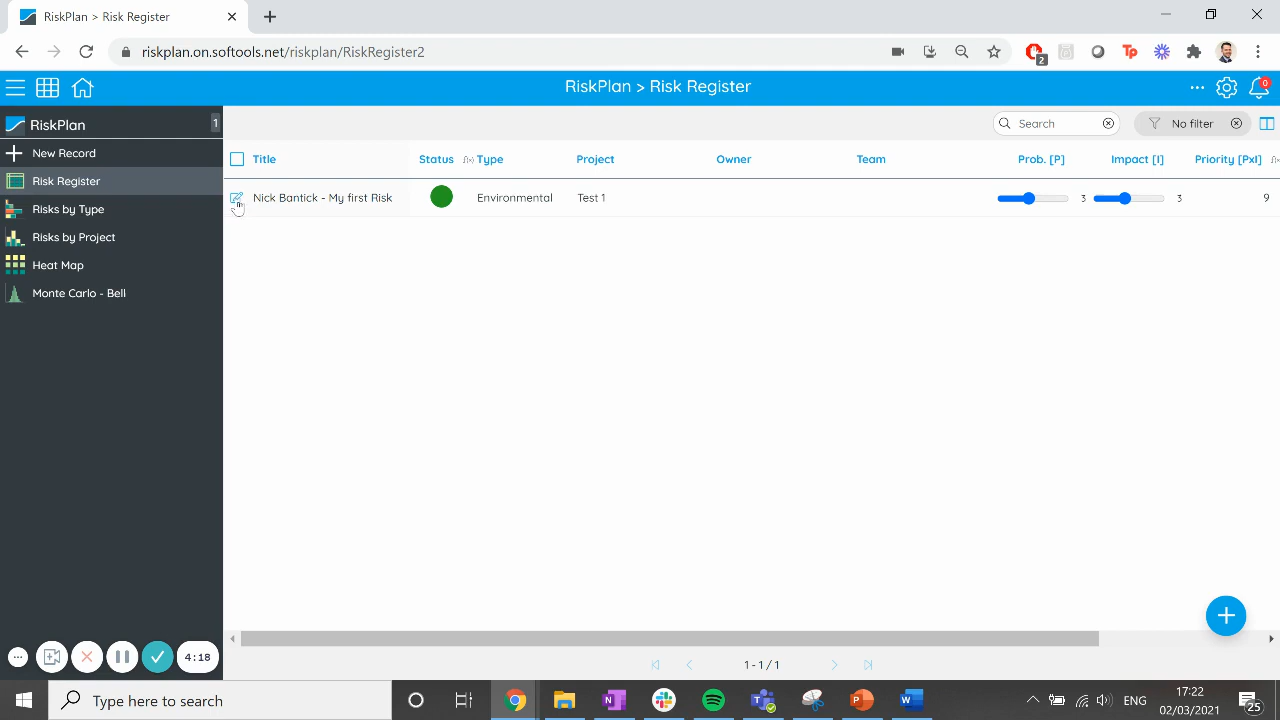 RiskPlan > Risk Register
riskplan.on.softools.net/riskplan/RiskRegister2
2
Tp
RiskPlan > Risk Register
0
RiskPlan
1
New Record
Risk Register
Risks by Type
Risks by Project
Heat Map
Monte Carlo - Bell
Search
No filter
Title
Status
Type
Project
Owner
Team
Prob. [P]
Impact [I]
Priority [PxI]
Nick Bantick - My first Risk
Environmental
Test 1
3
3
9
1 - 1 / 1
4:18
Type here to search
ENG
17:22
02/03/2021
25